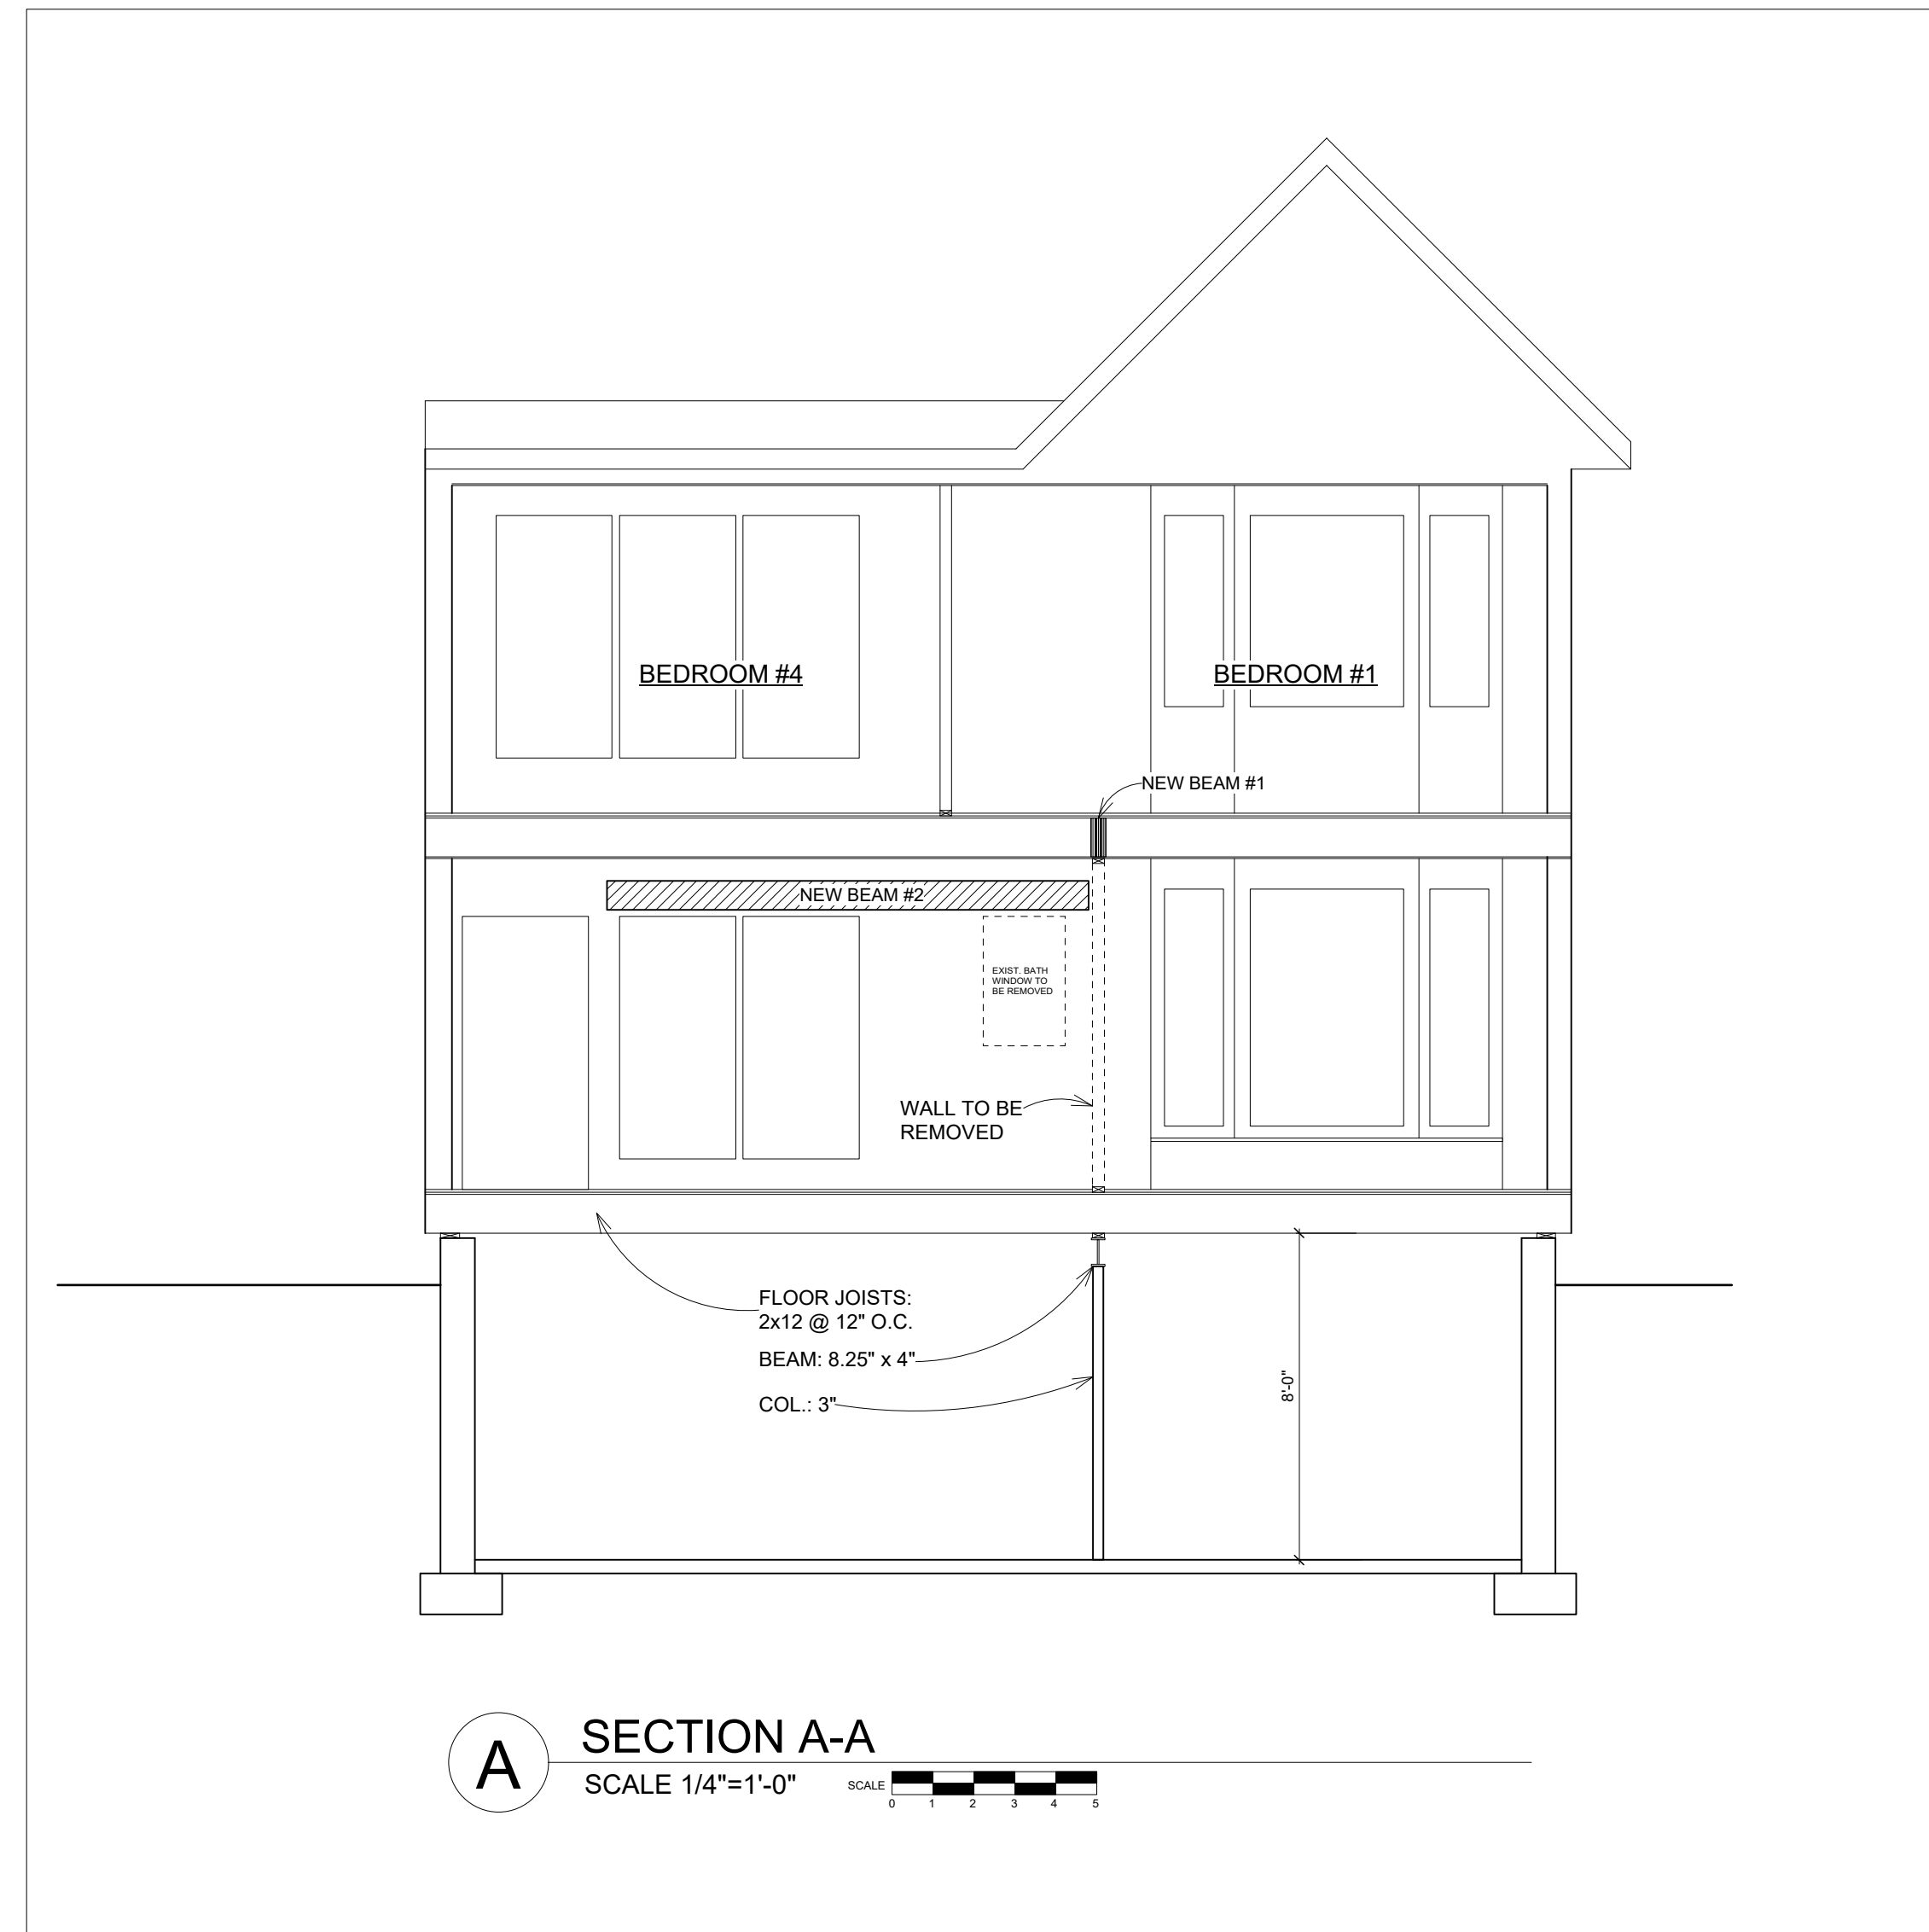 BEDROOM #4
BEDROOM #1
NEW BEAM #1
NEW BEAM #2
EXIST. BATH
WINDOW TO
BE REMOVED
WALL TO BE
REMOVED
FLOOR JOISTS:
2x12 @ 12" O.C.
BEAM: 8.25" x 4"
COL.: 3"
8'-0"
A
SECTION A-A
SCALE 1/4"=1'-0"
SCALE
0 1 2 3 4 5